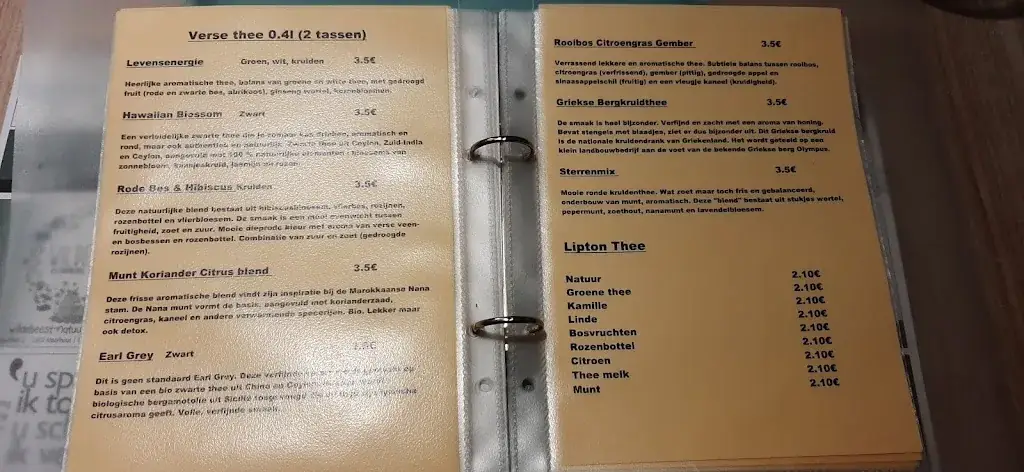 Verse thee 0.4l (2 tassen)
Levensenergie Groen, wit, kruiden 3.5€
Heerlijke aromatische thee, balans van groene en witte thee, met gedroogd
fruit (rode en zwarte bes, abrikoos), ginseng wortel, korenbloemen.
Hawaiian Blossom Zwart 3.5€
Een verleidelijke zwarte thee die je zomaar kan drinken, aromatisch en
rond, maar ook authentiek en natuurlijk. Zwarte thee uit Ceylon, Zuid-India
en Ceylon, aangevuld met 100 % natuurlijke elementen : bloesems van
zonnebloem, jasmijn en rozen.
Rode Bes & Hibiscus Kruiden 3.5€
Deze natuurlijke blend bestaat uit hibiscusbloesem, vlierbes, rozijnen,
rozenbottel en vlierbloesem. De smaak is een mooi evenwicht tussen
fruitigheid, zoet en zuur. Mooie dieprode kleur met aroma van verse veen-
en bosbessen en rozenbottel. Combinatie van zuur en zoet (gedroogde
rozijnen).
Munt Koriander Citrus blend 3.5€
Deze frisse aromatische blend vindt zijn inspiratie bij de Marokkaanse Nana
stam. De Nana munt vormt de basis, aangevuld met korianderzaad,
citroengras, kaneel en andere verwarmende specerijen. Bio. Lekker maar
ook detox.
Earl Grey Zwart
Dit is geen standaard Earl Grey. Deze verfijnde
basis van een bio zwarte thee uit China en Ceylon,
biologische bergamotolie uit Sicilië
citrusaroma geeft. Volle, verfijnde smaak.
Rooibos Citroengras Gember 3.5€
Verrassend lekkere en aromatische thee. Subtiele balans tussen rooibos,
citroengras (verfrissend), gember (pittig), gedroogde appel en
sinaasappelschil (fruitig) en een vleugje kaneel (kruidigheid).
Griekse Bergkruidthee 3.5€
De smaak is heel bijzonder. Verfijnd en zacht met een aroma van honing.
Bevat stengels met blaadjes, ziet er dus bijzonder uit. Dit Griekse bergkruid
is de nationale kruidendrank van Griekenland. Het wordt geteeld op een
klein landbouwbedrijf aan de voet van de bekende Griekse berg Olympus.
Sterrenmix 3.5€
Mooie ronde kruidenthee. Wat zoet maar toch fris en gebalanceerd,
onderbouw van munt, aromatisch. Deze "blend" bestaat uit stukjes wortel,
pepermunt, zoethout, nanamunt en lavendelbloesem.
Lipton Thee
Natuur 2.10€
Groene thee 2.10€
Kamille 2.10€
Linde 2.10€
Bosvruchten 2.10€
Rozenbottel 2.10€
Citroen 2.10€
Thee melk 2.10€
Munt 2.10€
'u sp
ik to
u sc
ik v